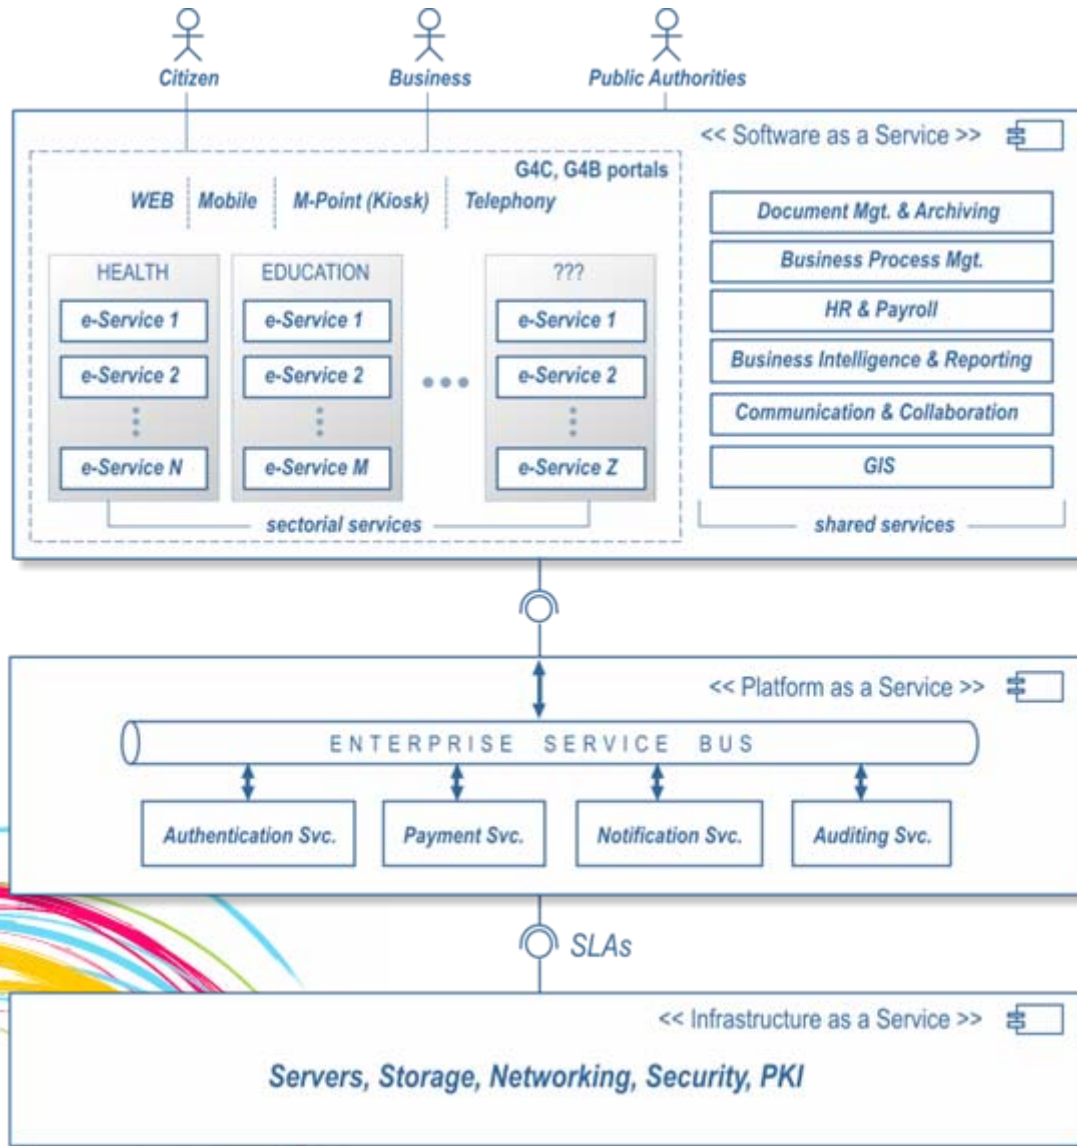 Citizen
Business
Public Authorities
<< Software as a Service >>
G4C, G4B portals
WEB
Mobile
M-Point (Kiosk)
Telephony
HEALTH
e-Service 1
e-Service 2
e-Service N
EDUCATION
e-Service 1
e-Service 2
e-Service M
???
e-Service 1
e-Service 2
e-Service Z
sectorial services
Document Mgt. & Archiving
Business Process Mgt.
HR & Payroll
Business Intelligence & Reporting
Communication & Collaboration
GIS
shared services
<< Platform as a Service >>
ENTERPRISE SERVICE BUS
Authentication Svc.
Payment Svc.
Notification Svc.
Auditing Svc.
SLAs
<< Infrastructure as a Service >>
Servers, Storage, Networking, Security, PKI